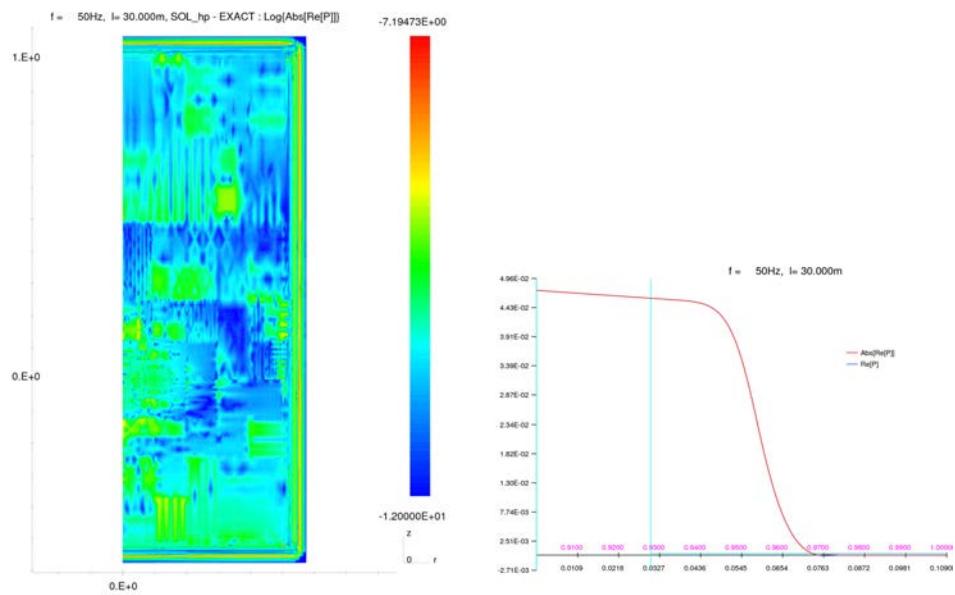 f = 50Hz, l= 30.000m, SOL_hp - EXACT : Log{Abs[Re[P]]}
-7.19473E+00
1.E+0
0.E+0
-1.20000E+01
z
r
0.E+0
f = 50Hz, l= 30.000m
4.96E-02
4.43E-02
3.91E-02
3.39E-02
2.87E-02
2.34E-02
1.82E-02
1.30E-02
7.74E-03
2.51E-03
-2.71E-03
Abs[Re[P]]
Re[P]
0.9100 0.9200 0.9300 0.9400 0.9500 0.9600 0.9700 0.9800 0.9900 1.0000
0.0109 0.0218 0.0327 0.0436 0.0545 0.0654 0.0763 0.0872 0.0981 0.1090